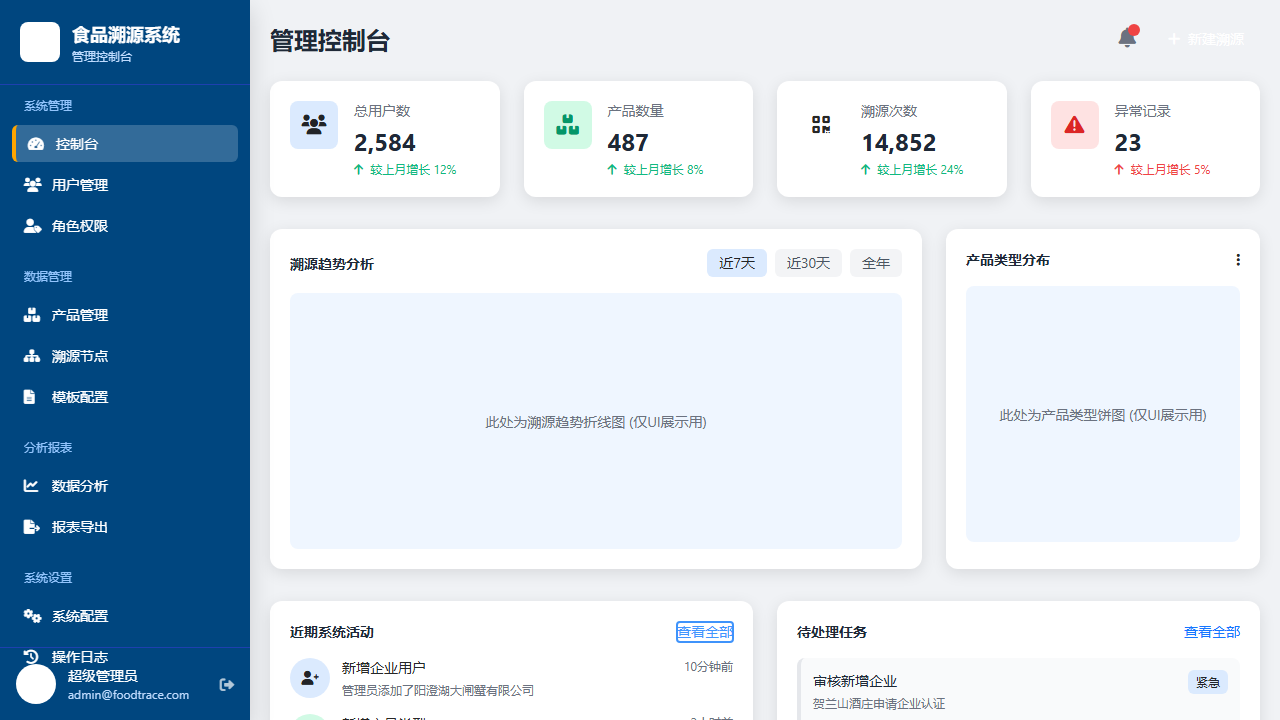 食品溯源系统
管理控制台
系统管理
控制台
用户管理
角色权限
数据管理
产品管理
溯源节点
模板配置
分析报表
数据分析
报表导出
系统设置
系统配置
操作日志
超级管理员
admin@foodtrace.com
管理控制台
新建溯源
总用户数
2,584
较上月增长 12%
产品数量
487
较上月增长 8%
溯源次数
14,852
较上月增长 24%
异常记录
23
较上月增长 5%
溯源趋势分析
近7天
近30天
全年
此处为溯源趋势折线图 (仅UI展示用)
产品类型分布
此处为产品类型饼图 (仅UI展示用)
近期系统活动
查看全部
新增企业用户
10分钟前
管理员添加了阳澄湖大闸蟹有限公司
待处理任务
查看全部
审核新增企业
紧急
贺兰山酒庄申请企业认证